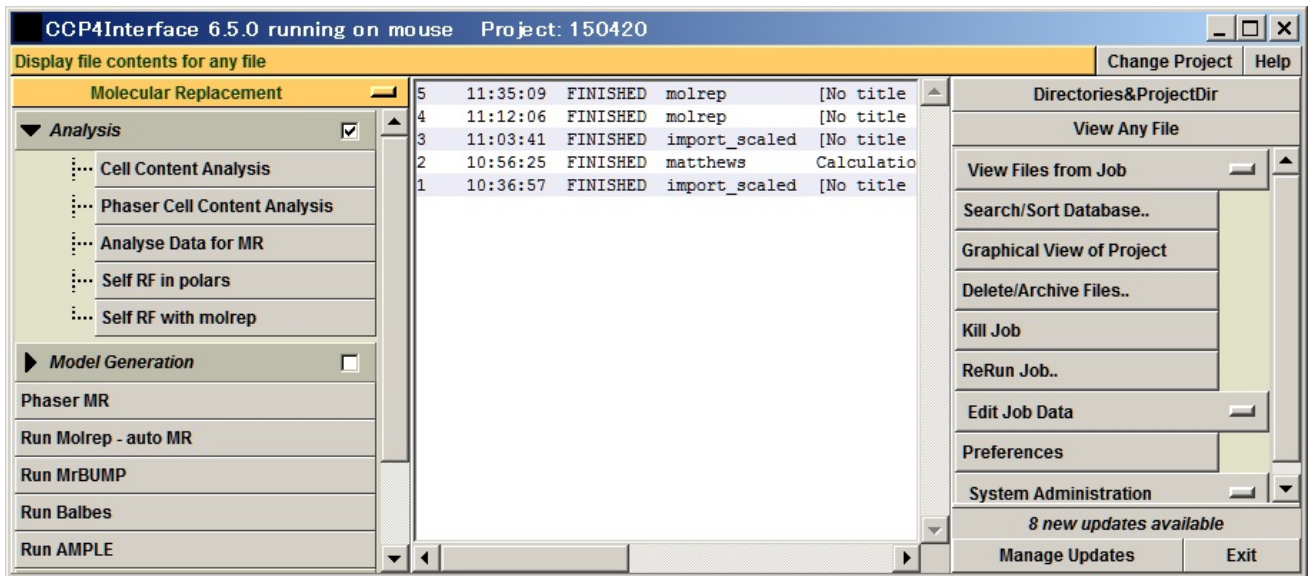 CCP4Interface 6.5.0 running on mouse Project: 150420
Display file contents for any file
Change Project
Help
Molecular Replacement
Analysis
Cell Content Analysis
Phaser Cell Content Analysis
Analyse Data for MR
Self RF in polars
Self RF with molrep
Model Generation
Phaser MR
Run Molrep - auto MR
Run MrBUMP
Run Balbes
Run AMPLE
5 11:35:09 FINISHED molrep [No title
4 11:12:06 FINISHED molrep [No title
3 11:03:41 FINISHED import_scaled [No title
2 10:56:25 FINISHED matthews Calculatio
1 10:36:57 FINISHED import_scaled [No title
Directories&ProjectDir
View Any File
View Files from Job
Search/Sort Database..
Graphical View of Project
Delete/Archive Files..
Kill Job
ReRun Job..
Edit Job Data
Preferences
System Administration
8 new updates available
Manage Updates
Exit